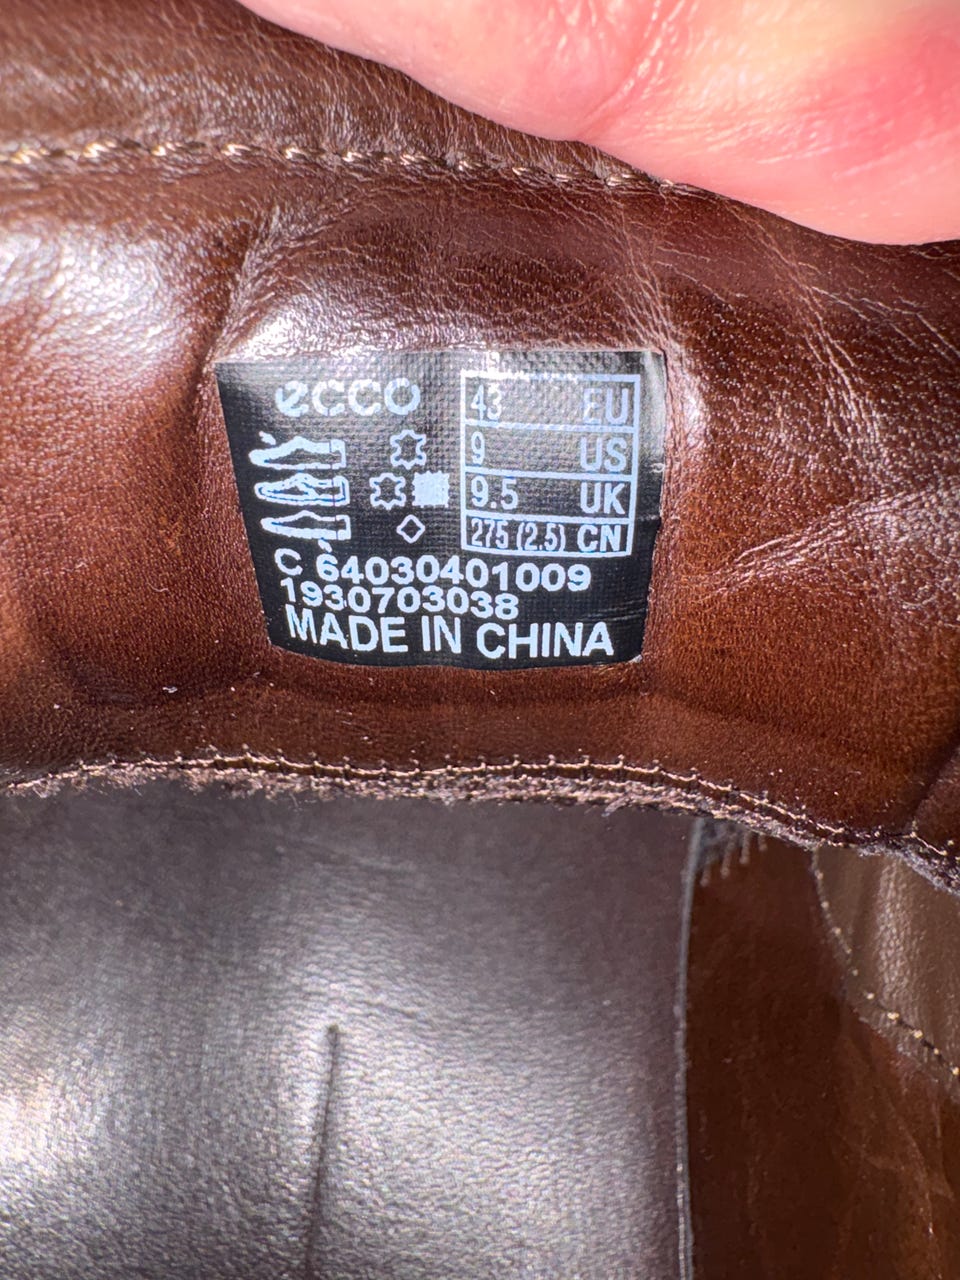 ecco
43 EU
9 US
9.5 UK
275 (2.5) CN
C 64030401009
1930703038
MADE IN CHINA